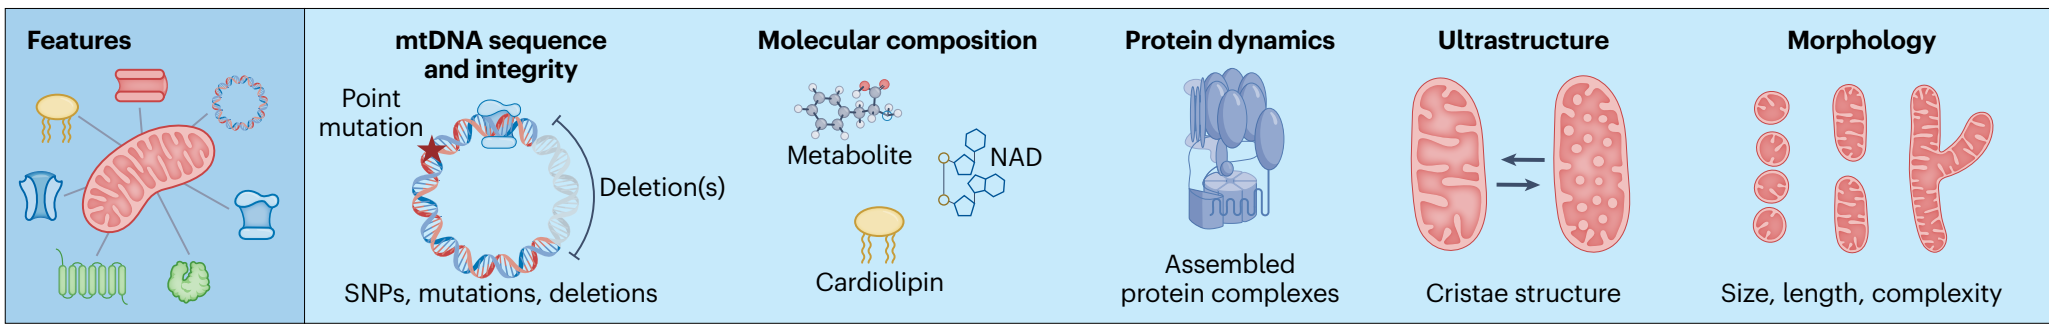 Features
mtDNA sequence
and integrity
Point
mutation
Deletion(s)
SNPs, mutations, deletions
Molecular composition
Metabolite
NAD
Cardiolipin
Protein dynamics
Assembled
protein complexes
Ultrastructure
Cristae structure
Morphology
Size, length, complexity